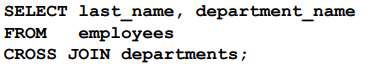 SELECT last_name, department_name
FROM   employees
CROSS JOIN departments;